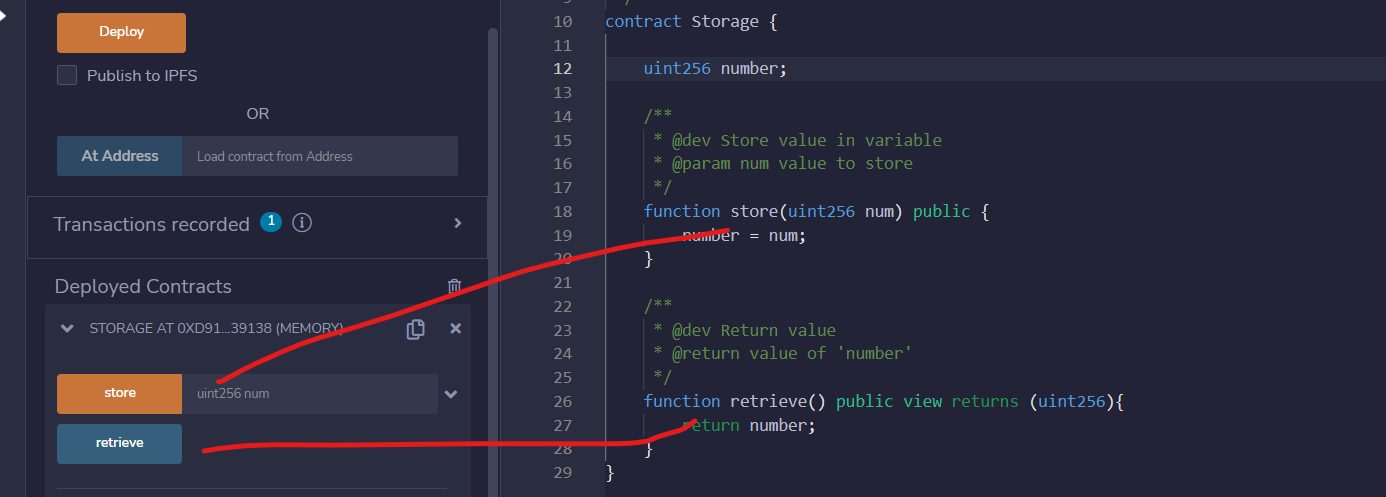 Deploy
Publish to IPFS
OR
At Address Load contract from Address
Transactions recorded 1 i
Deployed Contracts
STORAGE AT 0XD91...39138 (MEMORY)
store uint256 num
retrieve
10 contract Storage {
11
12 uint256 number;
13
14 /**
15 * @dev Store value in variable
16 * @param num value to store
17 */
18 function store(uint256 num) public {
19 number = num;
20 }
21
22 /**
23 * @dev Return value
24 * @return value of 'number'
25 */
26 function retrieve() public view returns (uint256){
27 return number;
28 }
29 }